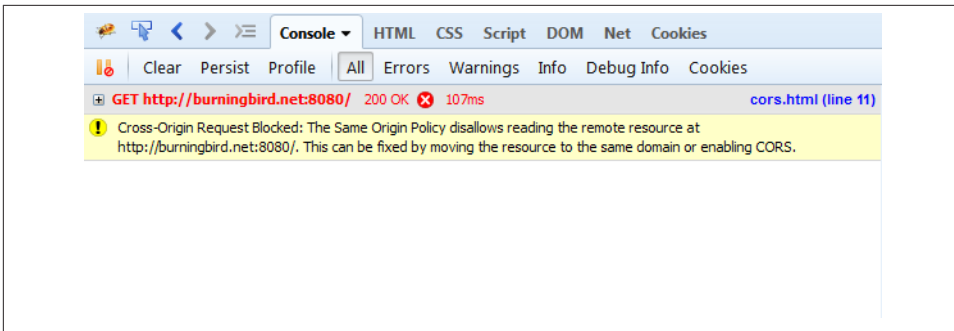 Console HTML CSS Script DOM Net Cookies
Clear Persist Profile All Errors Warnings Info Debug Info Cookies
GET http://burningbird.net:8080/ 200 OK 107ms cors.html (line 11)
Cross-Origin Request Blocked: The Same Origin Policy disallows reading the remote resource at
http://burningbird.net:8080/. This can be fixed by moving the resource to the same domain or enabling CORS.